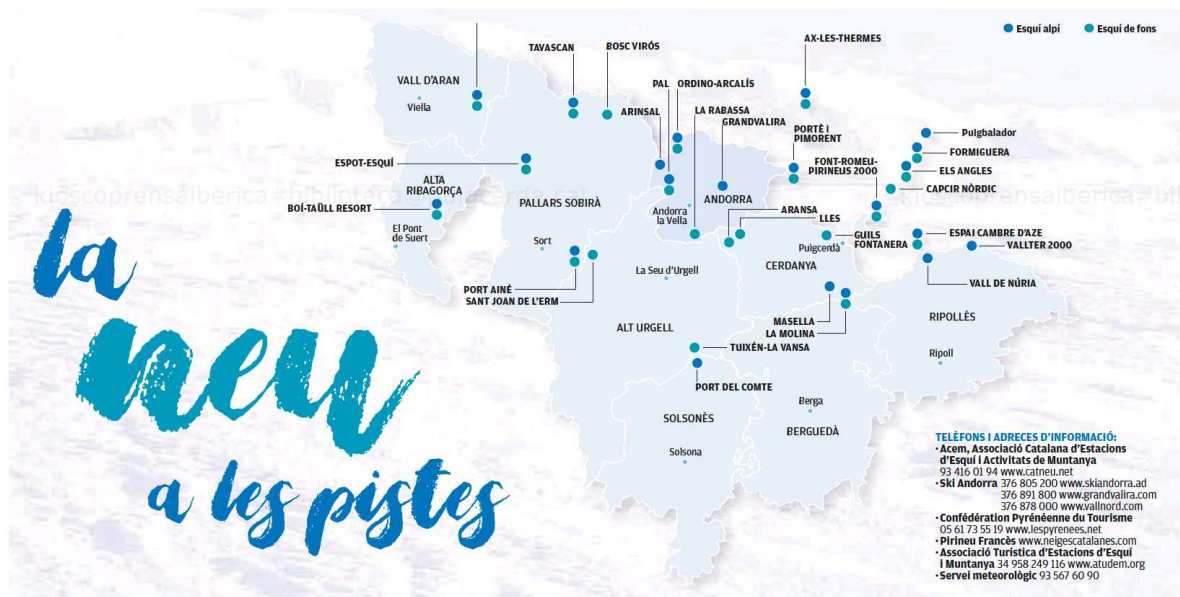 la
neu
a les pistes
Esquí alpí
Esquí de fons
VALL D'ARAN
Viella
TAVASCAN
BOSC VIRÓS
PAL
ORDINO-ARCALÍS
ARINSAL
LA RABASSA
GRANDVALIRA
AX-LES-THERMES
PORTÈ I
PIMORENT
FONT-ROMEU-
PIRINEUS 2000
Puigbalador
FORMIGUERA
ELS ANGLES
CAPCIR NÒRDIC
ESPOT-ESQUÍ
ALTA
RIBAGORÇA
BOÍ-TAÜLL RESORT
El Pont
de Suert
PALLARS SOBIRÀ
Sort
PORT AINÉ
SANT JOAN DE L'ERM
Andorra
la Vella
ANDORRA
ARANSA
LLES
GUILS
FONTANERA
Puigcerdà
CERDANYA
ESPAI CAMBRE D'AZE
VALLTER 2000
VALL DE NÚRIA
La Seu d'Urgell
ALT URGELL
MASELLA
LA MOLINA
RIPOLLÈS
Ripoll
TUIXÉN-LA VANSA
PORT DEL COMTE
SOLSONÈS
Solsona
Berga
BERGUEDÀ
TELÈFONS I ADRECES D'INFORMACIÓ:
· Acem, Associació Catalana d'Estacions
d'Esquí i Activitats de Muntanya
93 416 01 94 www.catneu.net
· Ski Andorra 376 805 200 www.skiandorra.ad
376 891 800 www.grandvalira.com
376 878 000 www.vallnord.com
· Confédération Pyrénéenne du Tourisme
05 61 73 55 19 www.lespyrenees.net
· Pirineu Francès www.neigescatalanes.com
· Associació Turística d'Estacions d'Esquí
i Muntanya 34 958 249 116 www.atudem.org
· Servei meteorològic 93 567 60 90